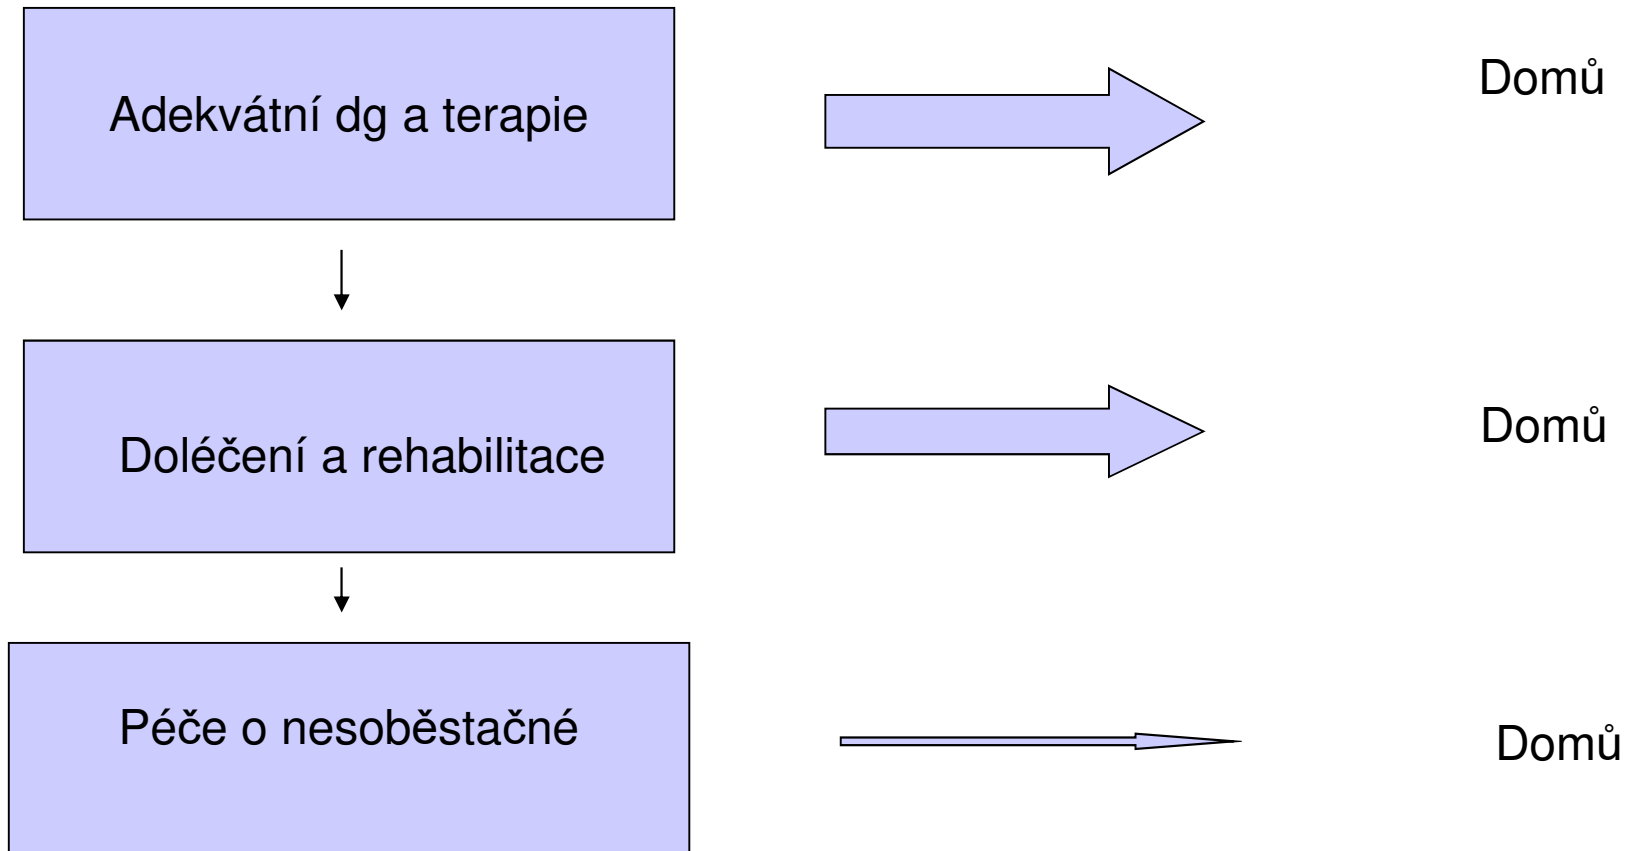 Adekvátní dg a terapie
Domů
Doléčení a rehabilitace
Domů
Péče o nesoběstačné
Domů